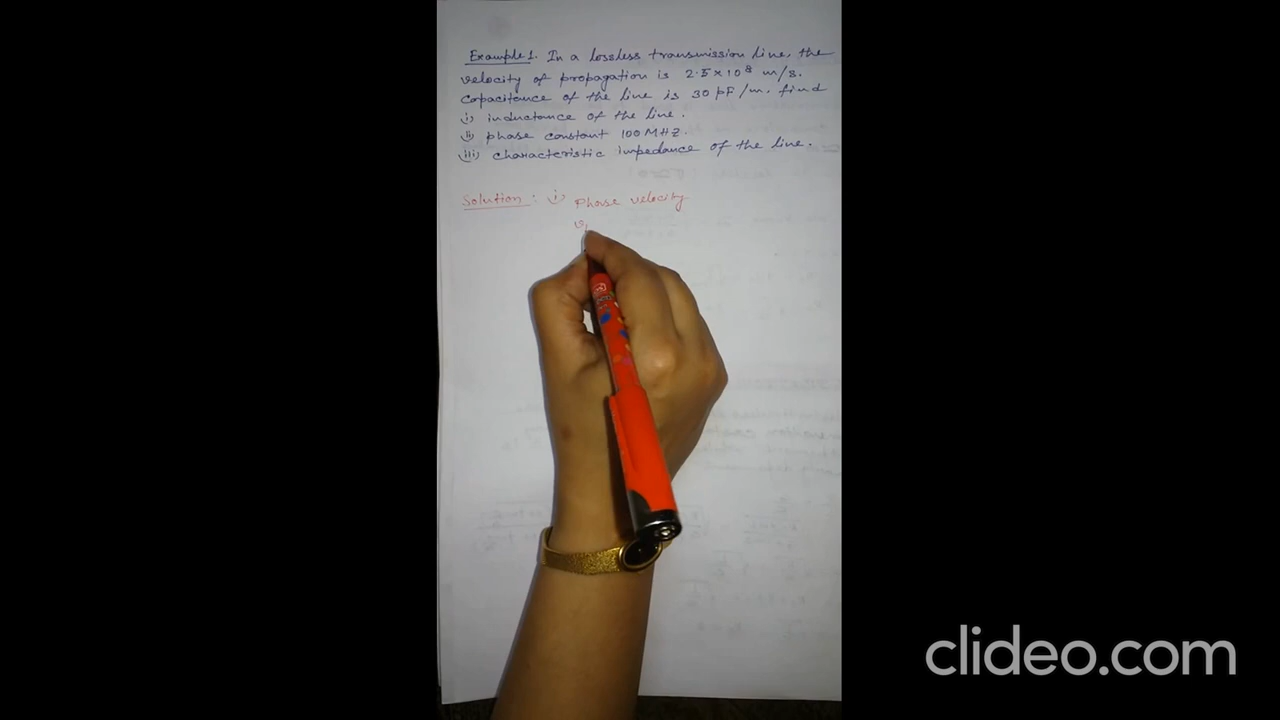 Example 1. In a lossless transmission line, the
velocity of propagation is 2.5 × 10⁸ m/s.
Capacitance of the line is 30 pF/m. find
i) inductance of the line.
ii) phase constant 100 MHZ.
iii) characteristic impedance of the line.
Solution : i) Phase velocity
clideo.com